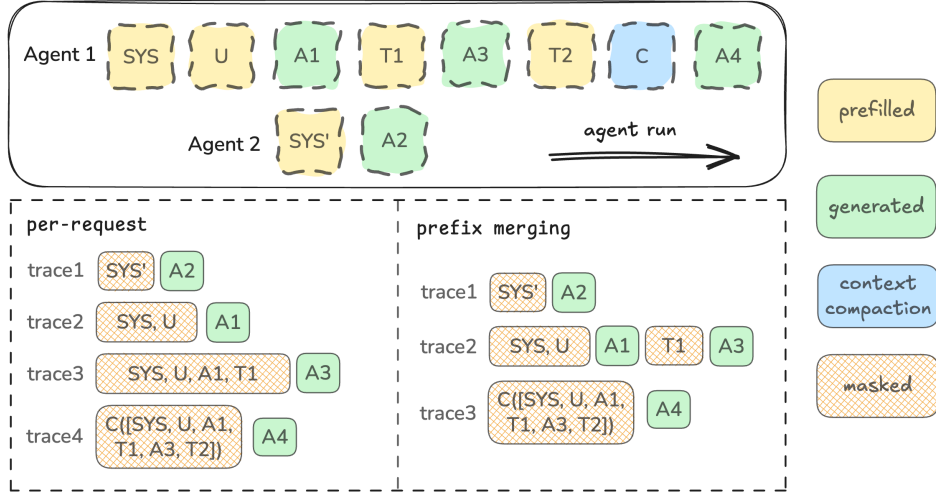 Agent 1 SYS U A1 T1 A3 T2 C A4
Agent 2 SYS' A2
agent run
prefilled
generated
context
compaction
masked
per-request
trace1 SYS' A2
trace2 SYS, U A1
trace3 SYS, U, A1, T1 A3
trace4 C([SYS, U, A1,
T1, A3, T2]) A4
prefix merging
trace1 SYS' A2
trace2 SYS, U A1 T1 A3
trace3 C([SYS, U, A1,
T1, A3, T2]) A4